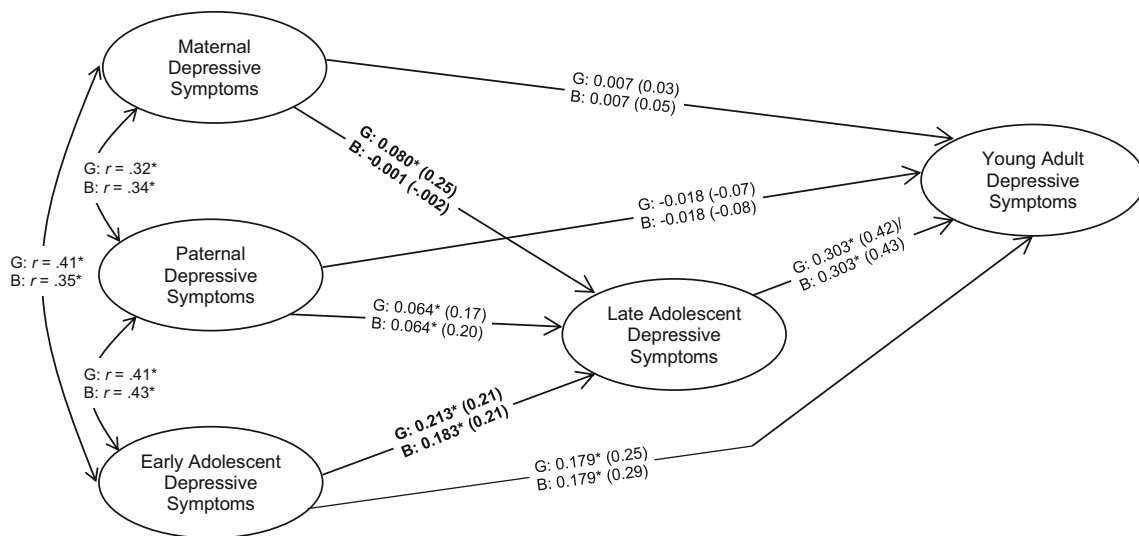 Maternal
Depressive
Symptoms
G: 0.007 (0.03)
B: 0.007 (0.05)
G: 0.080* (0.25)
B: -0.001 (-.002)
G: r = .32*
B: r = .34*
Young Adult
Depressive
Symptoms
G: -0.018 (-0.07)
B: -0.018 (-0.08)
Paternal
Depressive
Symptoms
G: r = .41*
B: r = .35*
G: 0.303* (0.42)/
B: 0.303* (0.43)
G: 0.064* (0.17)
B: 0.064* (0.20)
Late Adolescent
Depressive
Symptoms
G: r = .41*
B: r = .43*
G: 0.213* (0.21)
B: 0.183* (0.21)
Early Adolescent
Depressive
Symptoms
G: 0.179* (0.25)
B: 0.179* (0.29)